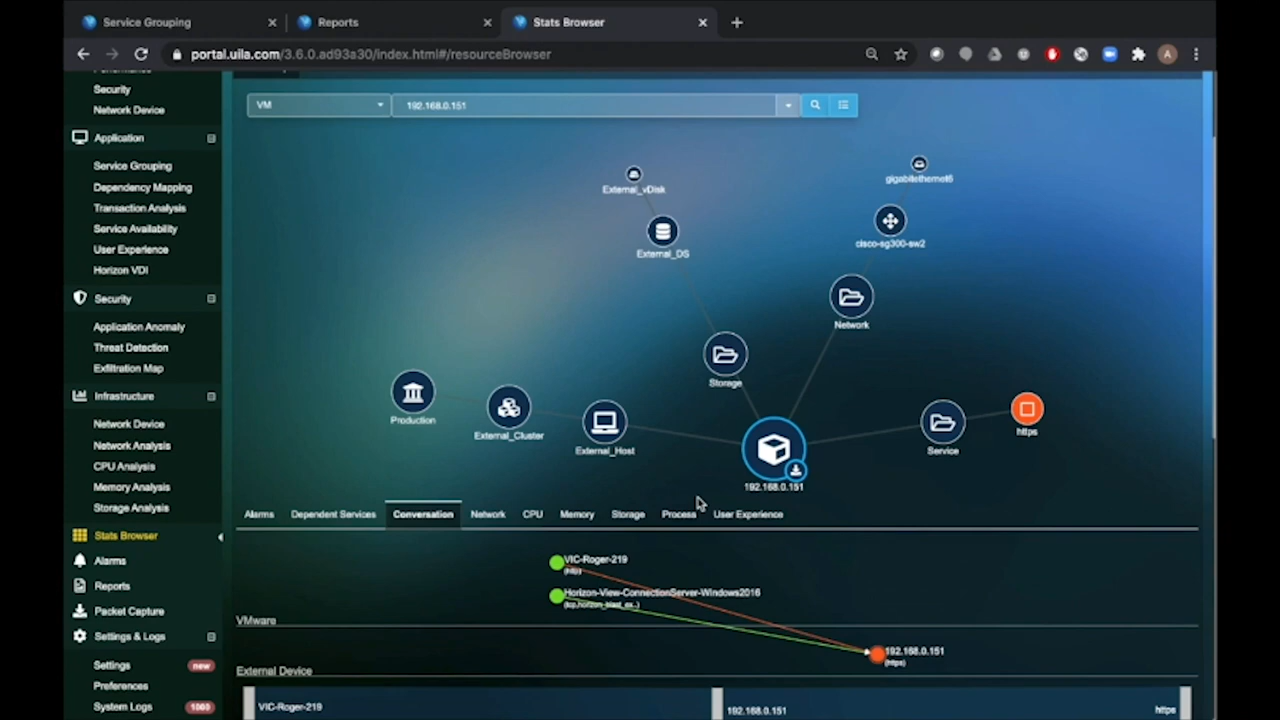 Service Grouping
Reports
Stats Browser
portal.uila.com/3.6.0.ad93a30/index.html#/resourceBrowser
A
Performance
Security
Network Device
Application
Service Grouping
Dependency Mapping
Transaction Analysis
Service Availability
User Experience
Horizon VDI
Security
Application Anomaly
Threat Detection
Exfiltration Map
Infrastructure
Network Device
Network Analysis
CPU Analysis
Memory Analysis
Storage Analysis
Stats Browser
Alarms
Reports
Packet Capture
Settings & Logs
Settings new
Preferences
System Logs 1000
VM 192.168.0.151
External_vDisk
gigabitethernet6
External_DS
cisco-sg300-sw2
Network
Storage
Production
External_Cluster
External_Host
192.168.0.151
Service
https
Alarms Dependent Services Conversation Network CPU Memory Storage Process User Experience
VIC-Roger-219
Horizon-View-ConnectionServer-Windows2016
VMware
192.168.0.151
(https)
External Device
VIC-Roger-219 192.168.0.151 https